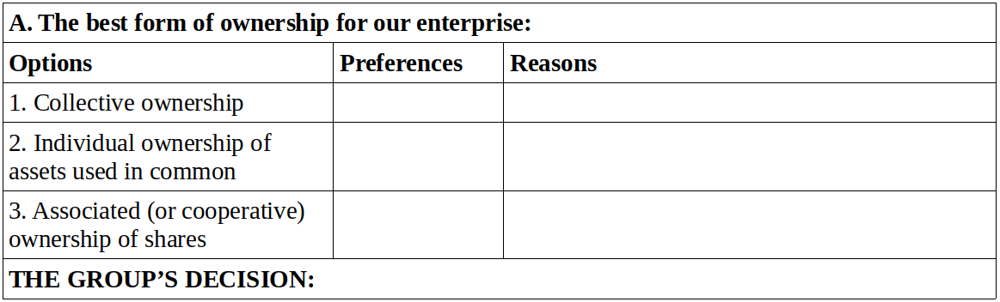 A. The best form of ownership for our enterprise:
Options Preferences Reasons
1. Collective ownership
2. Individual ownership of
assets used in common
3. Associated (or cooperative)
ownership of shares
THE GROUP’S DECISION: